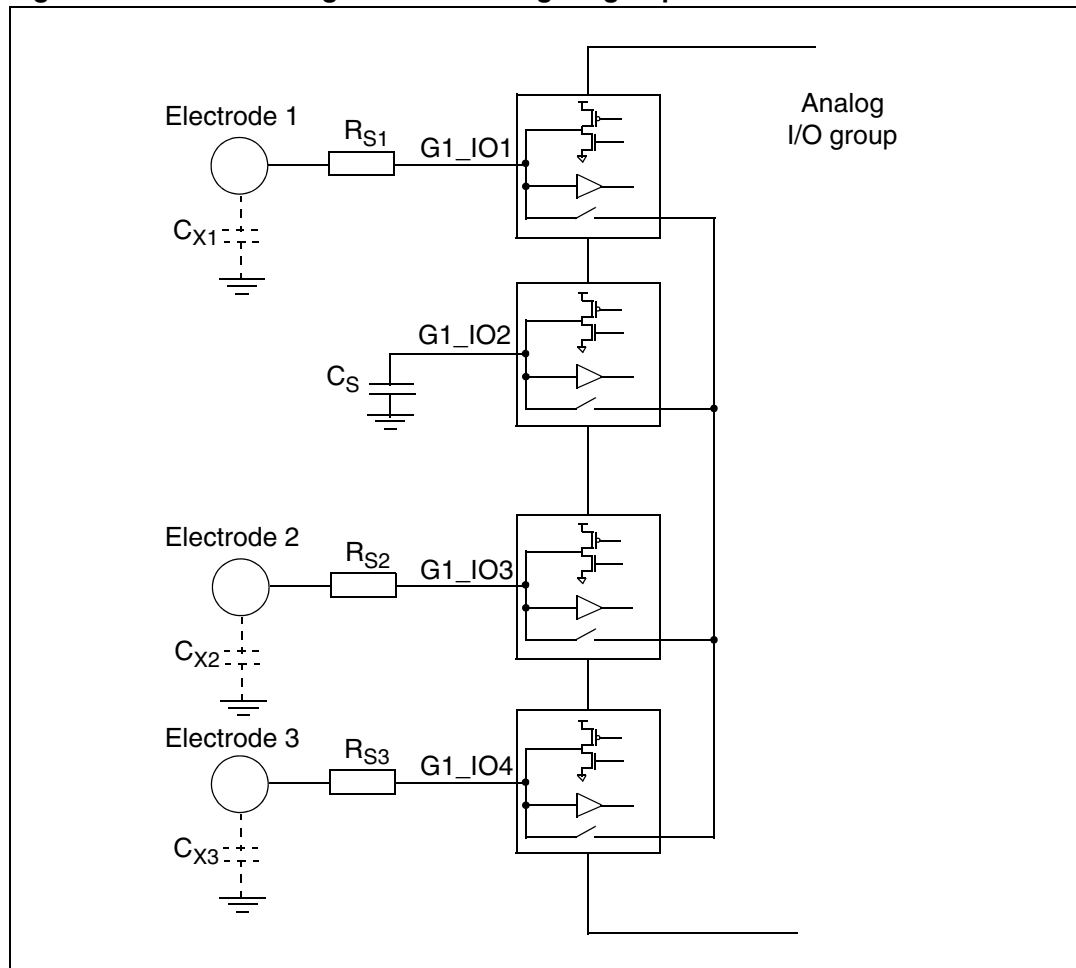 Analog
I/O group
Electrode 1
RS1
G1_IO1
CX1
G1_IO2
CS
Electrode 2
RS2
G1_IO3
CX2
Electrode 3
RS3
G1_IO4
CX3